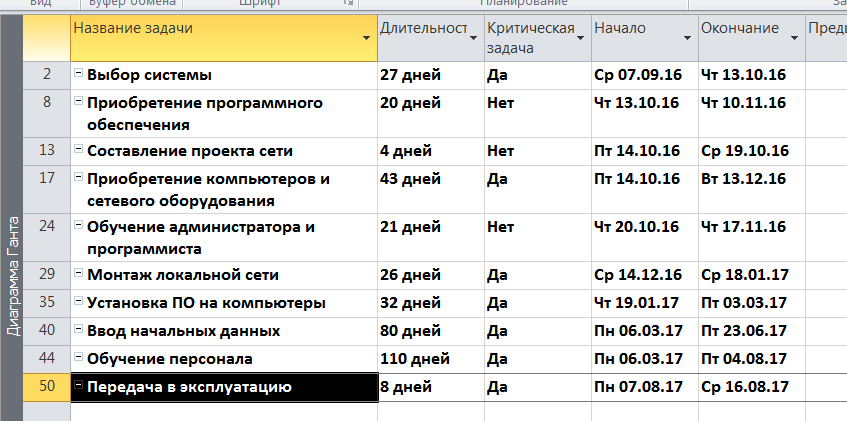 Вид Буфер обмена Шрифт Планирование За
Название задачи Длительност Критическая задача Начало Окончание Пред
2 Выбор системы 27 дней Да Ср 07.09.16 Чт 13.10.16
8 Приобретение программного обеспечения 20 дней Нет Чт 13.10.16 Чт 10.11.16
13 Составление проекта сети 4 дней Нет Пт 14.10.16 Ср 19.10.16
17 Приобретение компьютеров и сетевого оборудования 43 дней Да Пт 14.10.16 Вт 13.12.16
24 Обучение администратора и программиста 21 дней Нет Чт 20.10.16 Чт 17.11.16
29 Монтаж локальной сети 26 дней Да Ср 14.12.16 Ср 18.01.17
35 Установка ПО на компьютеры 32 дней Да Чт 19.01.17 Пт 03.03.17
40 Ввод начальных данных 80 дней Да Пн 06.03.17 Пт 23.06.17
44 Обучение персонала 110 дней Да Пн 06.03.17 Пт 04.08.17
50 Передача в эксплуатацию 8 дней Да Пн 07.08.17 Ср 16.08.17
Диаграмма Ганта